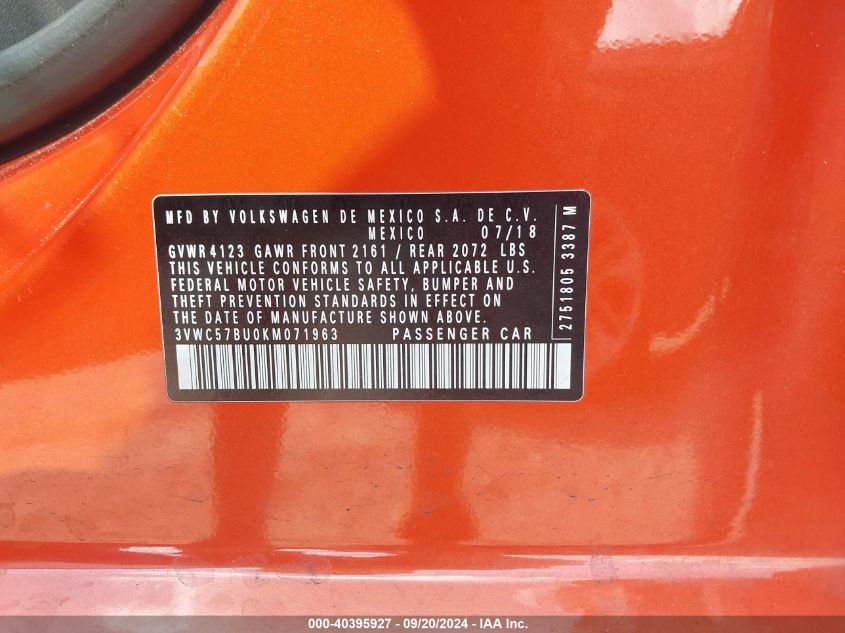 MFD BY VOLKSWAGEN DE MEXICO S.A. DE C.V.
MEXICO 07/18
GVWR 4123 GAWR FRONT 2161 / REAR 2072 LBS
THIS VEHICLE CONFORMS TO ALL APPLICABLE U.S.
FEDERAL MOTOR VEHICLE SAFETY, BUMPER AND
THEFT PREVENTION STANDARDS IN EFFECT ON
THE DATE OF MANUFACTURE SHOWN ABOVE.
3VWC57BU0KM071963 PASSENGER CAR
2751805 3387 M
000-40395927 - 09/20/2024 - IAA Inc.